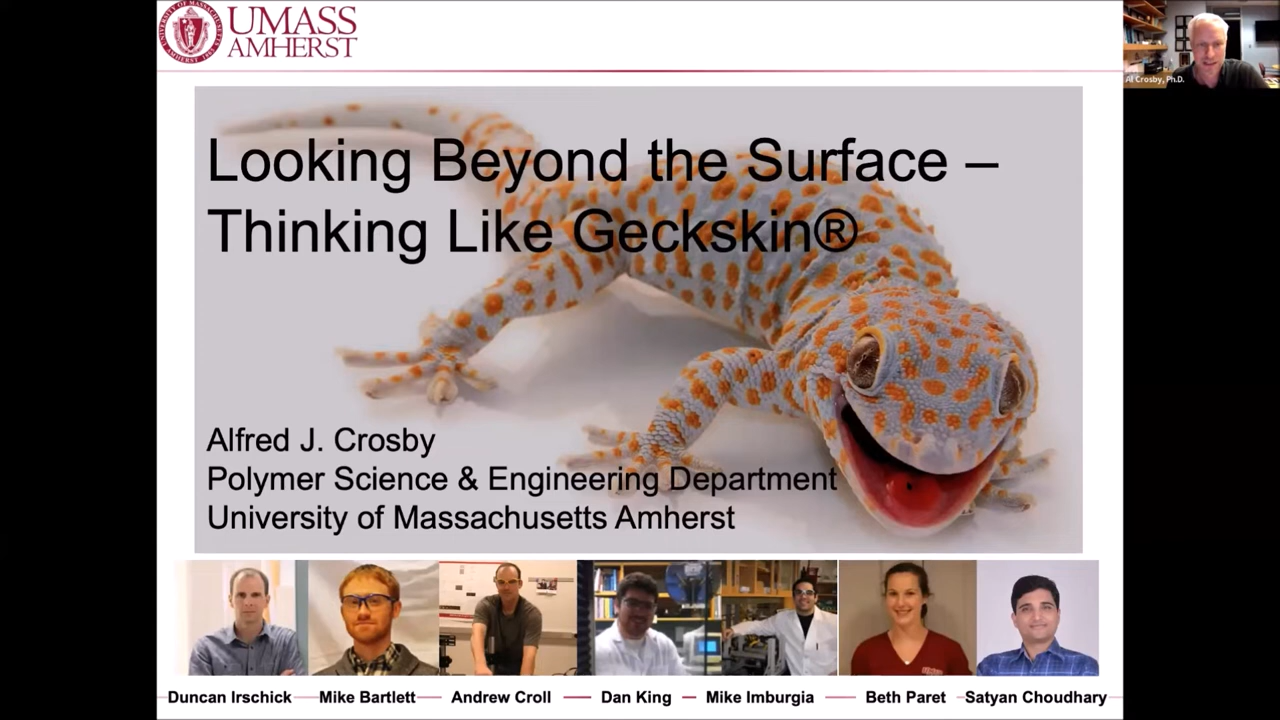 UMASS
AMHERST
Al Crosby, Ph.D.
Looking Beyond the Surface –
Thinking Like Geckskin®
Alfred J. Crosby
Polymer Science & Engineering Department
University of Massachusetts Amherst
Duncan Irschick Mike Bartlett Andrew Croll Dan King Mike Imburgia Beth Paret Satyan Choudhary